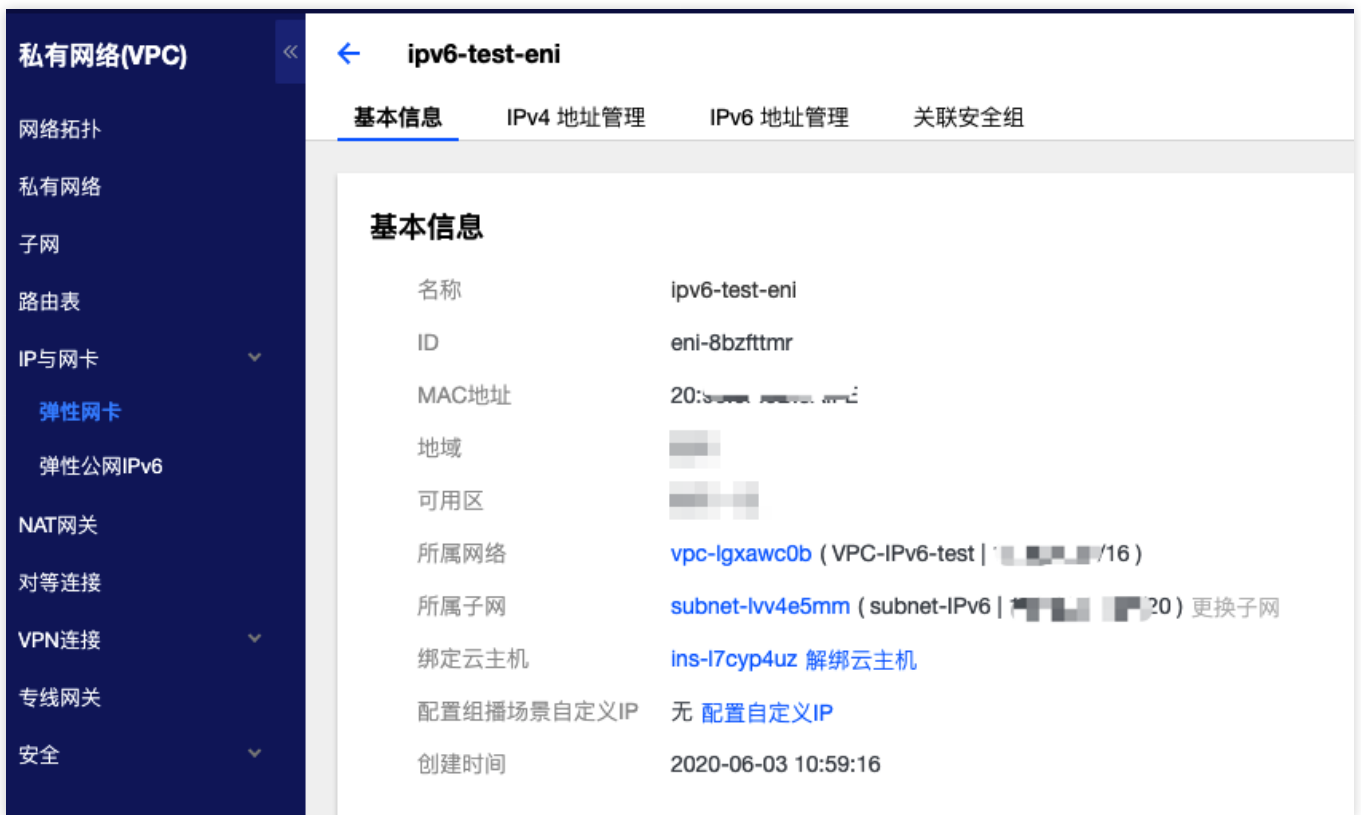 私有网络(VPC)
«
网络拓扑
私有网络
子网
路由表
IP与网卡
弹性网卡
弹性公网IPv6
NAT网关
对等连接
VPN连接
专线网关
安全
ipv6-test-eni
基本信息 IPv4 地址管理 IPv6 地址管理 关联安全组
基本信息
名称 ipv6-test-eni
ID eni-8bzfttmr
MAC地址 20:
地域
可用区
所属网络 vpc-lgxawc0b ( VPC-IPv6-test | /16 )
所属子网 subnet-lvv4e5mm ( subnet-IPv6 | 20 ) 更换子网
绑定云主机 ins-l7cyp4uz 解绑云主机
配置组播场景自定义IP 无 配置自定义IP
创建时间 2020-06-03 10:59:16